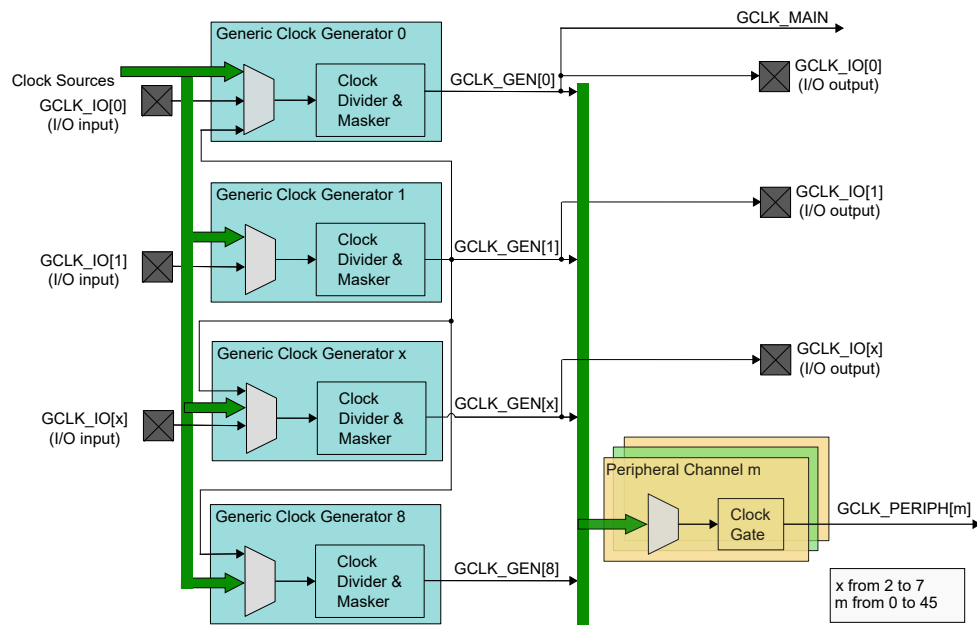 GCLK_MAIN
Generic Clock Generator 0
Clock Sources
GCLK_IO[0]
(I/O input)
Clock
Divider &
Masker
GCLK_GEN[0]
GCLK_IO[0]
(I/O output)
Generic Clock Generator 1
GCLK_IO[1]
(I/O input)
Clock
Divider &
Masker
GCLK_GEN[1]
GCLK_IO[1]
(I/O output)
Generic Clock Generator x
GCLK_IO[x]
(I/O input)
Clock
Divider &
Masker
GCLK_GEN[x]
GCLK_IO[x]
(I/O output)
Generic Clock Generator 8
Clock
Divider &
Masker
GCLK_GEN[8]
Peripheral Channel m
Clock
Gate
GCLK_PERIPH[m]
x from 2 to 7
m from 0 to 45